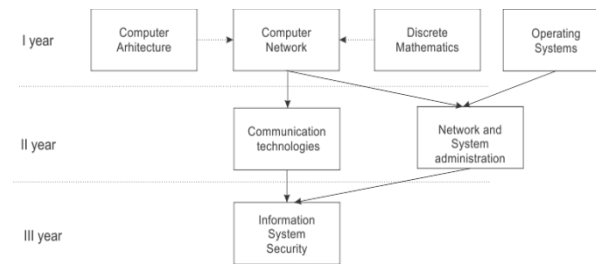 I year
Computer
Arhitecture
Computer
Network
Discrete
Mathematics
Operating
Systems
II year
Communication
technologies
Network and
System
administration
III year
Information
System
Security